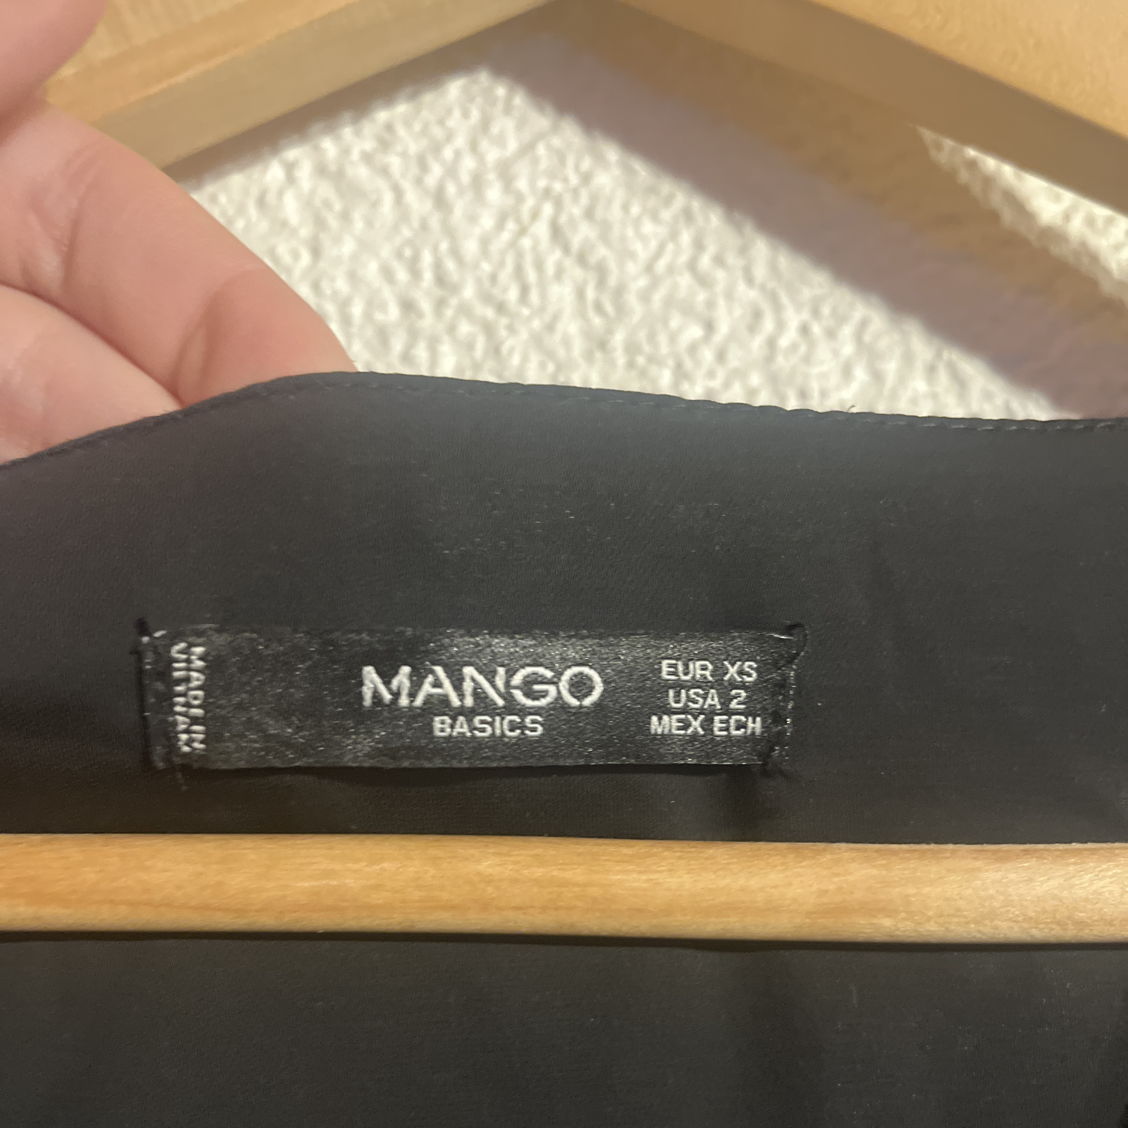 MADE IN
VIETNAM
MANGO
BASICS
EUR XS
USA 2
MEX ECH